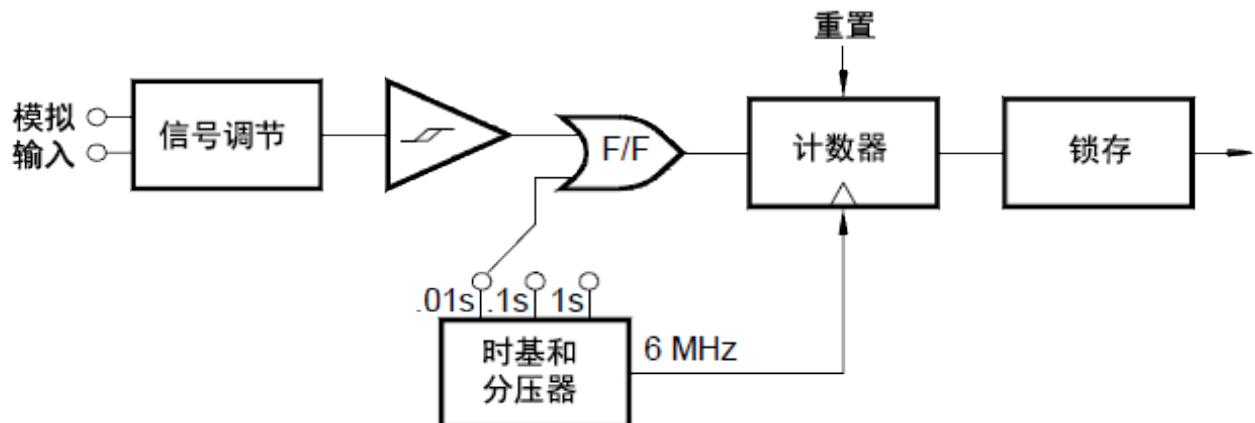 重置
模拟
输入
信号调节
F/F
计数器
锁存
.01s .1s 1s
时基和
分压器
6 MHz